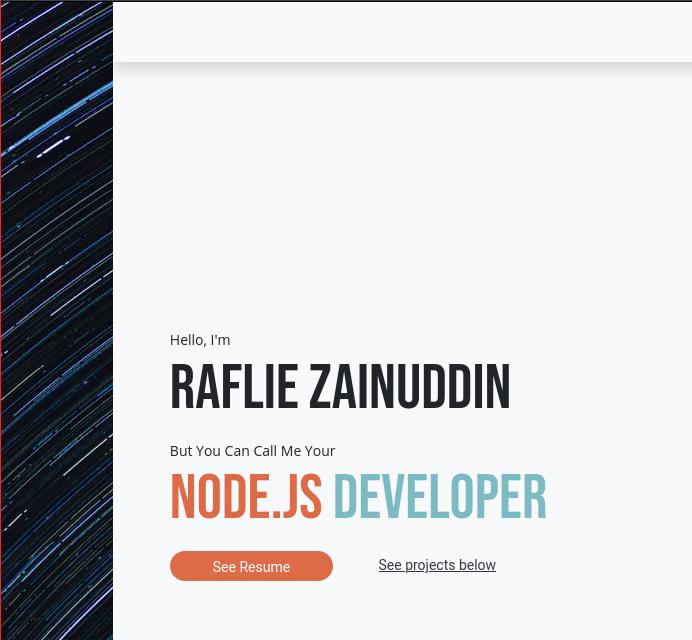 Hello, I'm
RAFLIE ZAINUDDIN
But You Can Call Me Your
NODE.JS DEVELOPER
See Resume
See projects below